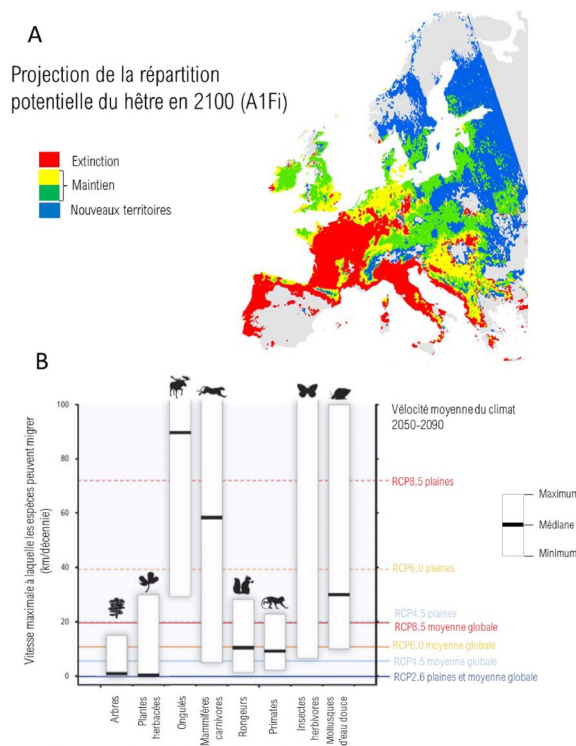 A
Projection de la répartition
potentielle du hêtre en 2100 (A1Fi)
Extinction
Maintien
Nouveaux territoires
B
Vitesse maximale à laquelle les espèces peuvent migrer
(km/décennie)
100
80
60
40
20
0
Arbres
Plantes
herbacées
Ongulés
Mammifères
carnivores
Rongeurs
Primates
Insectes
herbivores
Mollusques
d'eau douce
Vélocité moyenne du climat
2050-2090
RCP8.5 plaines
RCP6.0 plaines
RCP4.5 plaines
RCP8.5 moyenne globale
RCP6.0 moyenne globale
RCP4.5 moyenne globale
RCP2.6 plaines et moyenne globale
Maximum
Médiane
Minimum